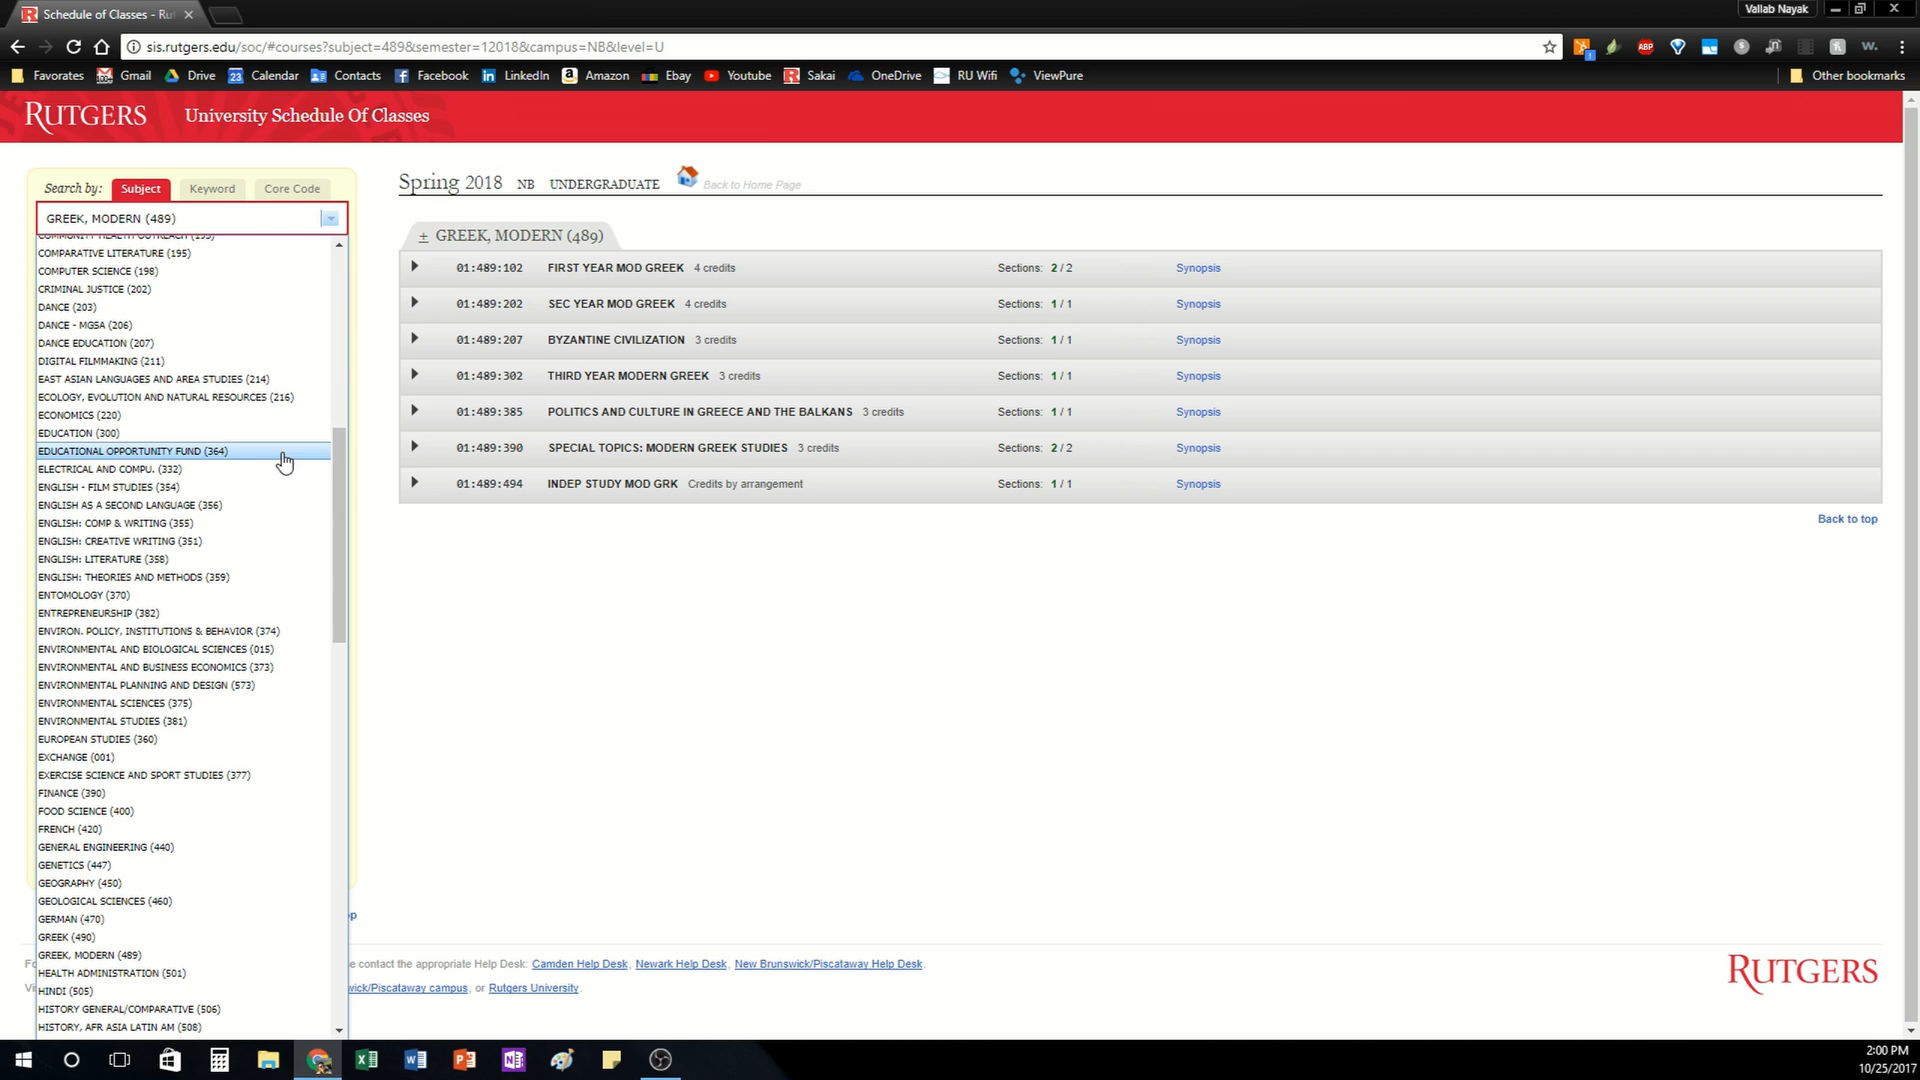 Schedule of Classes - Ru
Vallab Nayak
sis.rutgers.edu/soc/#courses?subject=489&semester=12018&campus=NB&level=U
ABP
W.
Favorates Gmail Drive 23 Calendar Contacts Facebook LinkedIn Amazon Ebay Youtube Sakai OneDrive RU Wifi ViewPure Other bookmarks
RUTGERS University Schedule Of Classes
Search by: Subject Keyword Core Code
GREEK, MODERN (489)
COMMUNITY HEALTH OUTREACH (193)
COMPARATIVE LITERATURE (195)
COMPUTER SCIENCE (198)
CRIMINAL JUSTICE (202)
DANCE (203)
DANCE - MGSA (206)
DANCE EDUCATION (207)
DIGITAL FILMMAKING (211)
EAST ASIAN LANGUAGES AND AREA STUDIES (214)
ECOLOGY, EVOLUTION AND NATURAL RESOURCES (216)
ECONOMICS (220)
EDUCATION (300)
EDUCATIONAL OPPORTUNITY FUND (364)
ELECTRICAL AND COMPU. (332)
ENGLISH - FILM STUDIES (354)
ENGLISH AS A SECOND LANGUAGE (356)
ENGLISH: COMP & WRITING (355)
ENGLISH: CREATIVE WRITING (351)
ENGLISH: LITERATURE (358)
ENGLISH: THEORIES AND METHODS (359)
ENTOMOLOGY (370)
ENTREPRENEURSHIP (382)
ENVIRON. POLICY, INSTITUTIONS & BEHAVIOR (374)
ENVIRONMENTAL AND BIOLOGICAL SCIENCES (015)
ENVIRONMENTAL AND BUSINESS ECONOMICS (373)
ENVIRONMENTAL PLANNING AND DESIGN (573)
ENVIRONMENTAL SCIENCES (375)
ENVIRONMENTAL STUDIES (381)
EUROPEAN STUDIES (360)
EXCHANGE (001)
EXERCISE SCIENCE AND SPORT STUDIES (377)
FINANCE (390)
FOOD SCIENCE (400)
FRENCH (420)
GENERAL ENGINEERING (440)
GENETICS (447)
GEOGRAPHY (450)
GEOLOGICAL SCIENCES (460)
GERMAN (470)
GREEK (490)
GREEK, MODERN (489)
HEALTH ADMINISTRATION (501)
HINDI (505)
HISTORY GENERAL/COMPARATIVE (506)
HISTORY, AFR ASIA LATIN AM (508)
Spring 2018 NB UNDERGRADUATE Back to Home Page
± GREEK, MODERN (489)
01:489:102 FIRST YEAR MOD GREEK 4 credits Sections: 2 / 2 Synopsis
01:489:202 SEC YEAR MOD GREEK 4 credits Sections: 1 / 1 Synopsis
01:489:207 BYZANTINE CIVILIZATION 3 credits Sections: 1 / 1 Synopsis
01:489:302 THIRD YEAR MODERN GREEK 3 credits Sections: 1 / 1 Synopsis
01:489:385 POLITICS AND CULTURE IN GREECE AND THE BALKANS 3 credits Sections: 1 / 1 Synopsis
01:489:390 SPECIAL TOPICS: MODERN GREEK STUDIES 3 credits Sections: 2 / 2 Synopsis
01:489:494 INDEP STUDY MOD GRK Credits by arrangement Sections: 1 / 1 Synopsis
Back to top
op
Fo e contact the appropriate Help Desk: Camden Help Desk, Newark Help Desk, New Brunswick/Piscataway Help Desk.
Vi wick/Piscataway campus, or Rutgers University.
RUTGERS
2:00 PM
10/25/2017